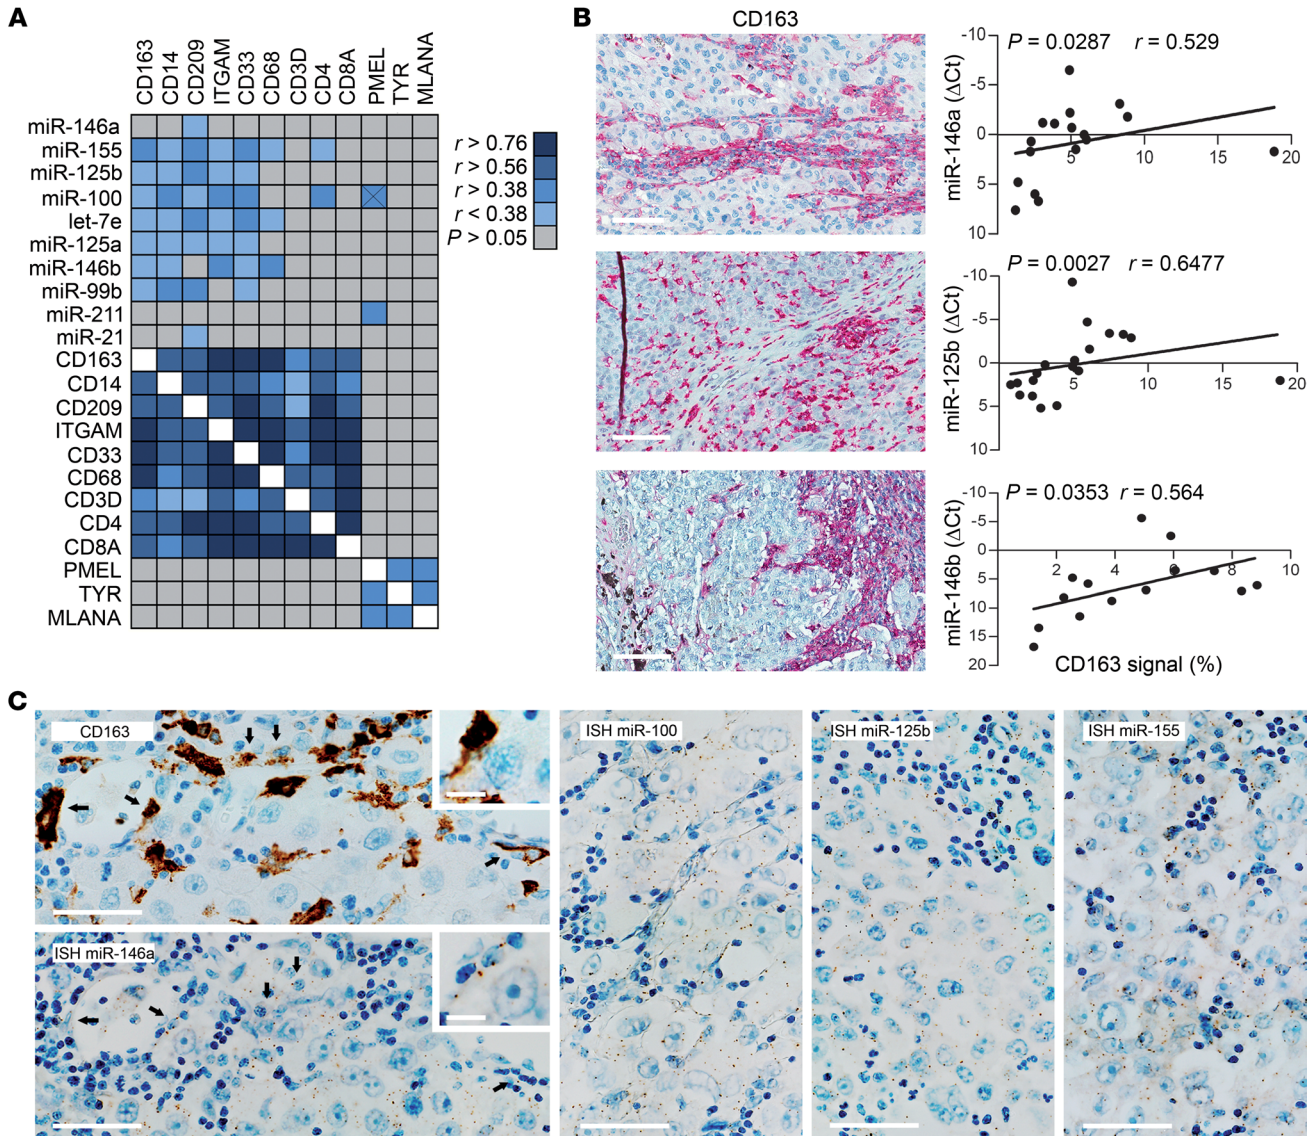 A
CD163
CD14
CD209
ITGAM
CD33
CD68
CD3D
CD4
CD8A
PMEL
TYR
MLANA
miR-146a
miR-155
miR-125b
miR-100
let-7e
miR-125a
miR-146b
miR-99b
miR-211
miR-21
CD163
CD14
CD209
ITGAM
CD33
CD68
CD3D
CD4
CD8A
PMEL
TYR
MLANA
r > 0.76
r > 0.56
r > 0.38
r < 0.38
P > 0.05
B
CD163
P = 0.0287 r = 0.529
miR-146a (ΔCt)
-10
-5
0
5
10
5 10 15 20
P = 0.0027 r = 0.6477
miR-125b (ΔCt)
-10
-5
0
5
10
5 10 15 20
P = 0.0353 r = 0.564
miR-146b (ΔCt)
-10
-5
0
5
10
15
20
2 4 6 8 10
CD163 signal (%)
C
CD163
ISH miR-146a
ISH miR-100
ISH miR-125b
ISH miR-155